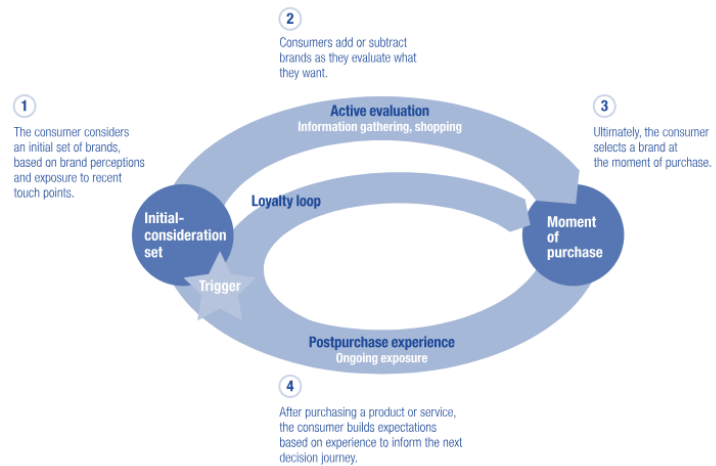 1
The consumer considers
an initial set of brands,
based on brand perceptions
and exposure to recent
touch points.
2
Consumers add or subtract
brands as they evaluate what
they want.
3
Ultimately, the consumer
selects a brand at
the moment of purchase.
Active evaluation
Information gathering, shopping
Loyalty loop
Initial-
consideration
set
Trigger
Moment
of
purchase
Postpurchase experience
Ongoing exposure
4
After purchasing a product or service,
the consumer builds expectations
based on experience to inform the next
decision journey.